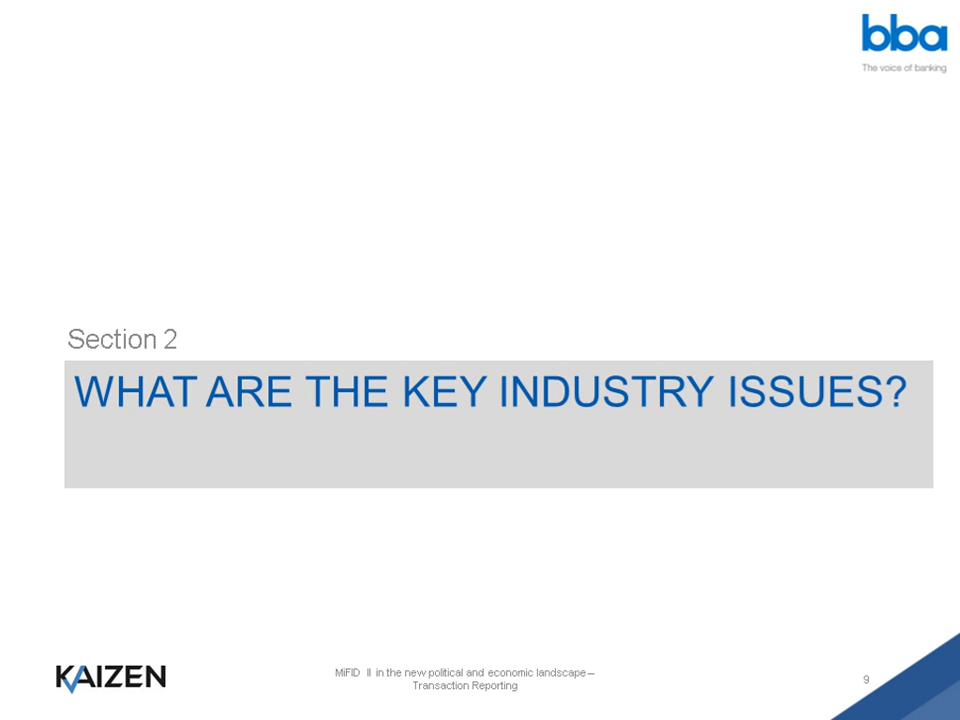 bba
The voice of banking
Section 2
WHAT ARE THE KEY INDUSTRY ISSUES?
KAIZEN
MiFID II in the new political and economic landscape –
Transaction Reporting
9